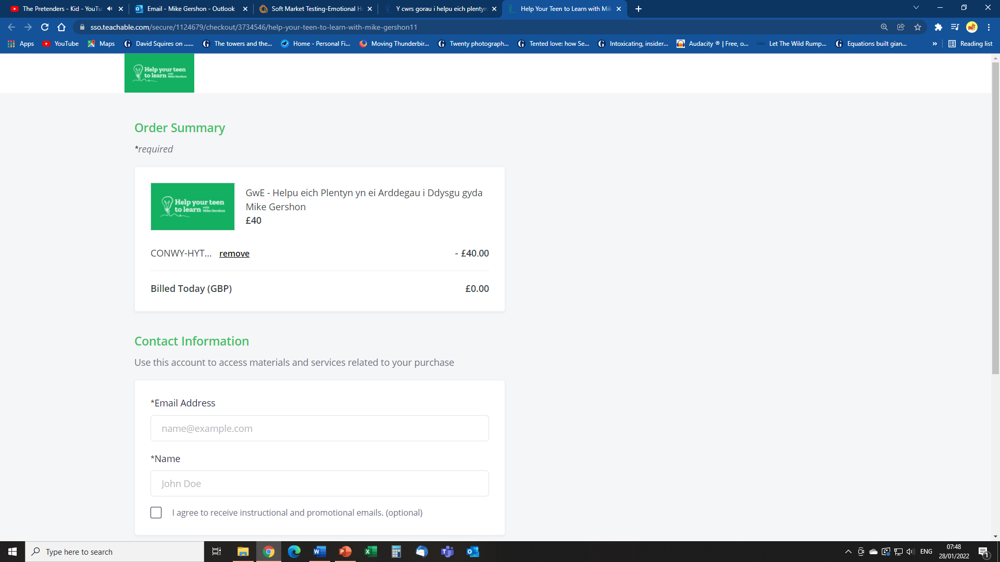 The Pretenders - Kid - YouTu
Email - Mike Gershon - Outlook
Soft Market Testing-Emotional H
Y cwrs gorau i helpu eich plentyn
Help Your Teen to Learn with Mik
sso.teachable.com/secure/1124679/checkout/3734546/help-your-teen-to-learn-with-mike-gershon11
Apps
YouTube
Maps
David Squires on ......
The towers and the...
Home - Personal Fi...
Moving Thunderbir...
Twenty photograph...
Tented love: how Se...
Intoxicating, insider...
Audacity ® | Free, o...
Let The Wild Rump...
Equations built gian...
Reading list
Help your teen
to learn with Mike Gershon
Order Summary
*required
Help your teen
to learn with Mike Gershon
GwE - Helpu eich Plentyn yn ei Arddegau i Ddysgu gyda
Mike Gershon
£40
CONWY-HYT... remove - £40.00
Billed Today (GBP) £0.00
Contact Information
Use this account to access materials and services related to your purchase
*Email Address
name@example.com
*Name
John Doe
I agree to receive instructional and promotional emails. (optional)
Type here to search
ENG
07:48
28/01/2022
1